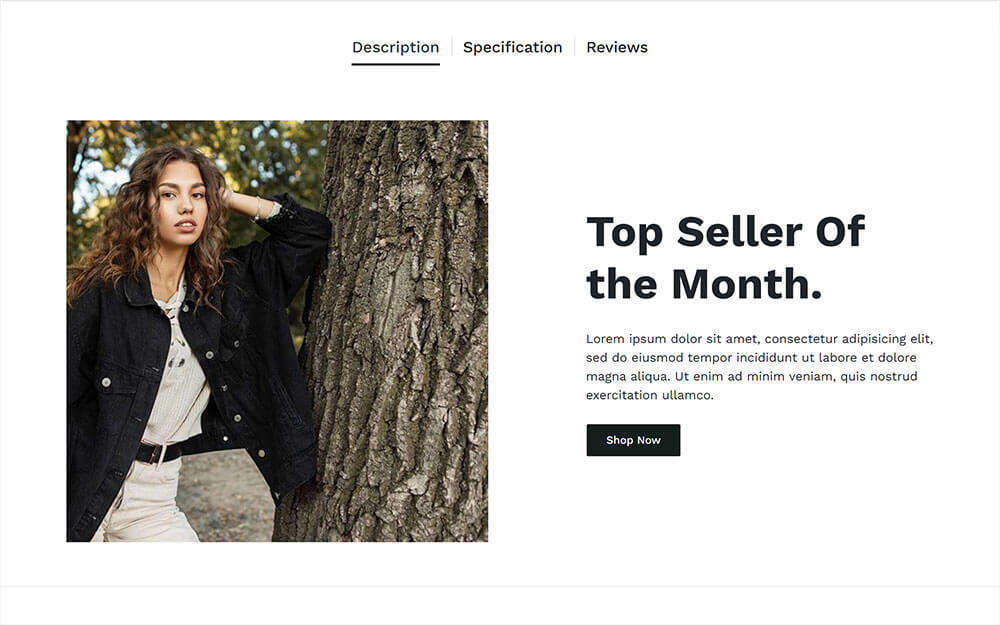 Description Specification Reviews
Top Seller Of
the Month.
Lorem ipsum dolor sit amet, consectetur adipisicing elit,
sed do eiusmod tempor incididunt ut labore et dolore
magna aliqua. Ut enim ad minim veniam, quis nostrud
exercitation ullamco.
Shop Now